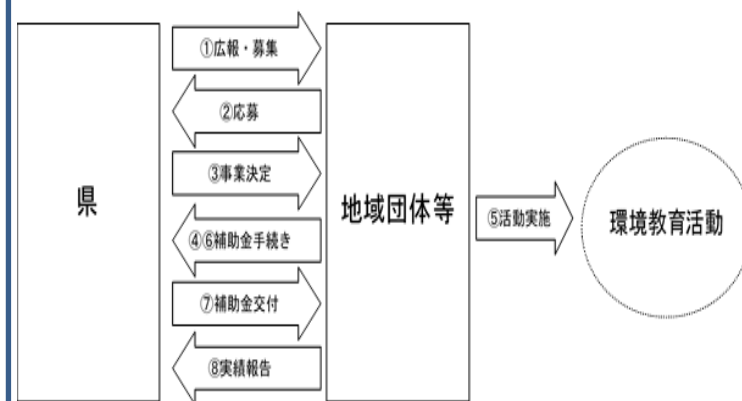 県
①広報・募集
②応募
③事業決定
④⑥補助金手続き
⑦補助金交付
⑧実績報告
地域団体等
⑤活動実施
環境教育活動